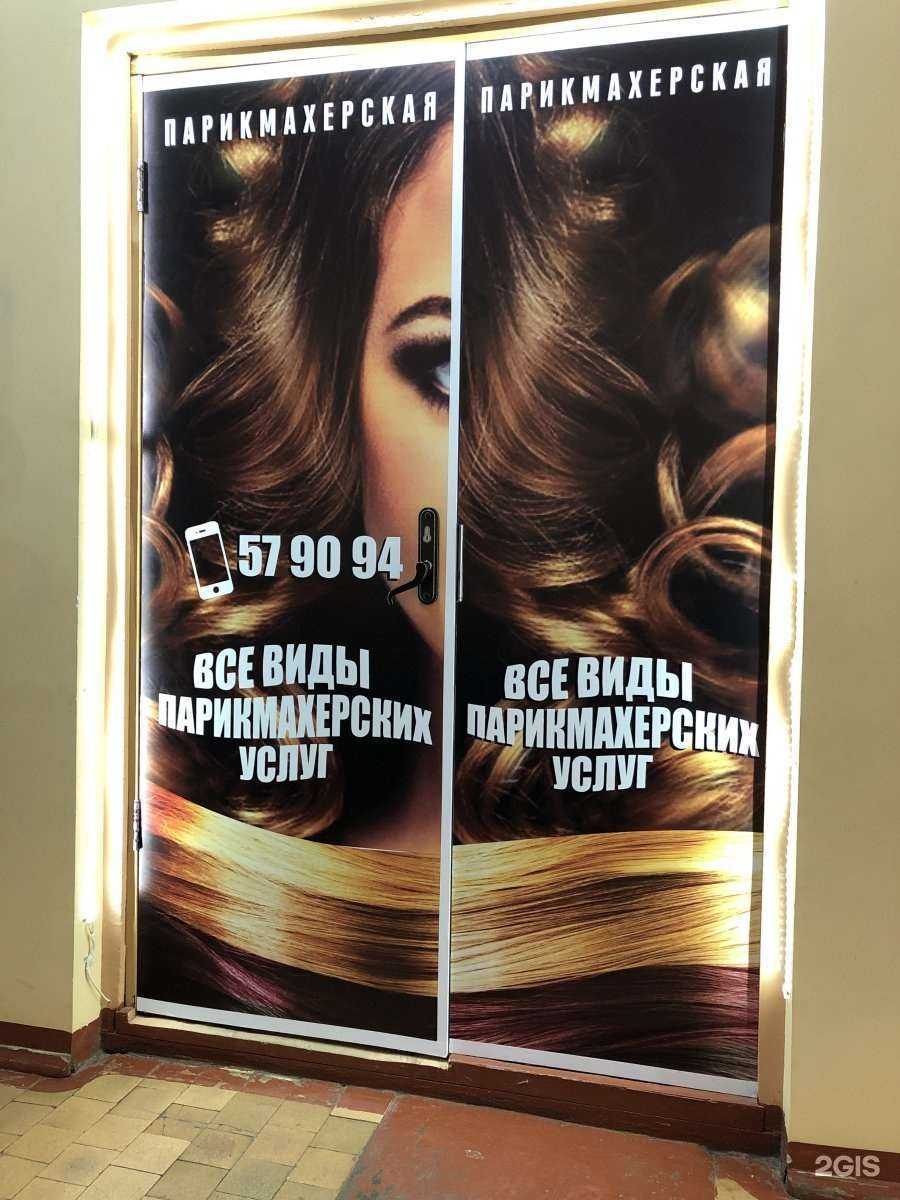 ПАРИКМАХЕРСКАЯ
57 90 94
ВСЕ ВИДЫ
ПАРИКМАХЕРСКИХ
УСЛУГ
ПАРИКМАХЕРСКАЯ
ВСЕ ВИДЫ
ПАРИКМАХЕРСКИХ
УСЛУГ
2GIS